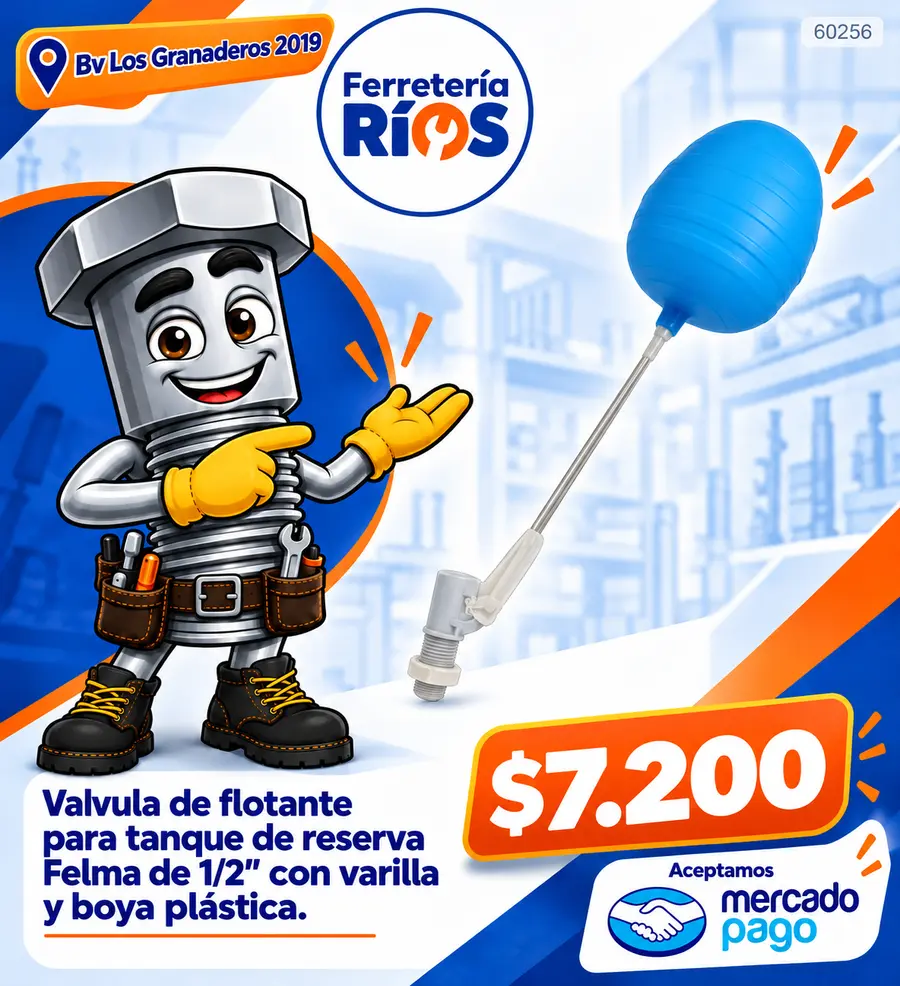 Bv Los Granaderos 2019
Ferretería
RÍOS
60256
Valvula de flotante
para tanque de reserva
Felma de 1/2" con varilla
y boya plástica.
$7.200
Aceptamos
mercado
pago